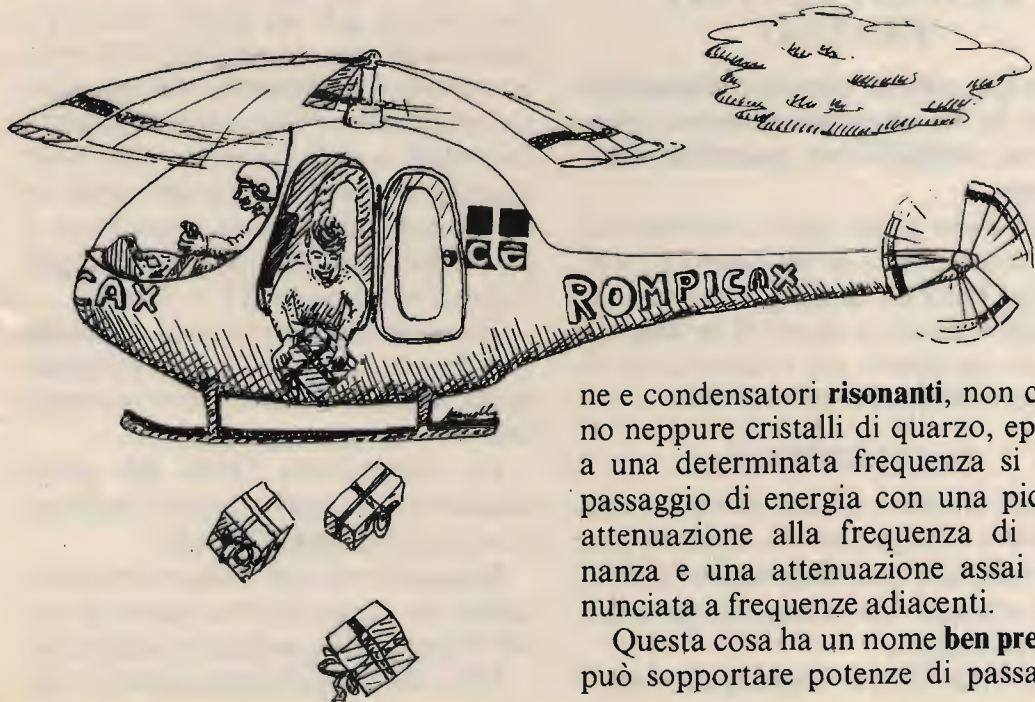 CAX
CE
ROMPICAX
ne e condensatori risonanti, non c
no neppure cristalli di quarzo, ep
a una determinata frequenza si
passaggio di energia con una pic
attenuazione alla frequenza di
nanza e una attenuazione assai
nunciata a frequenze adiacenti.
Questa cosa ha un nome ben pre
può sopportare potenze di passa